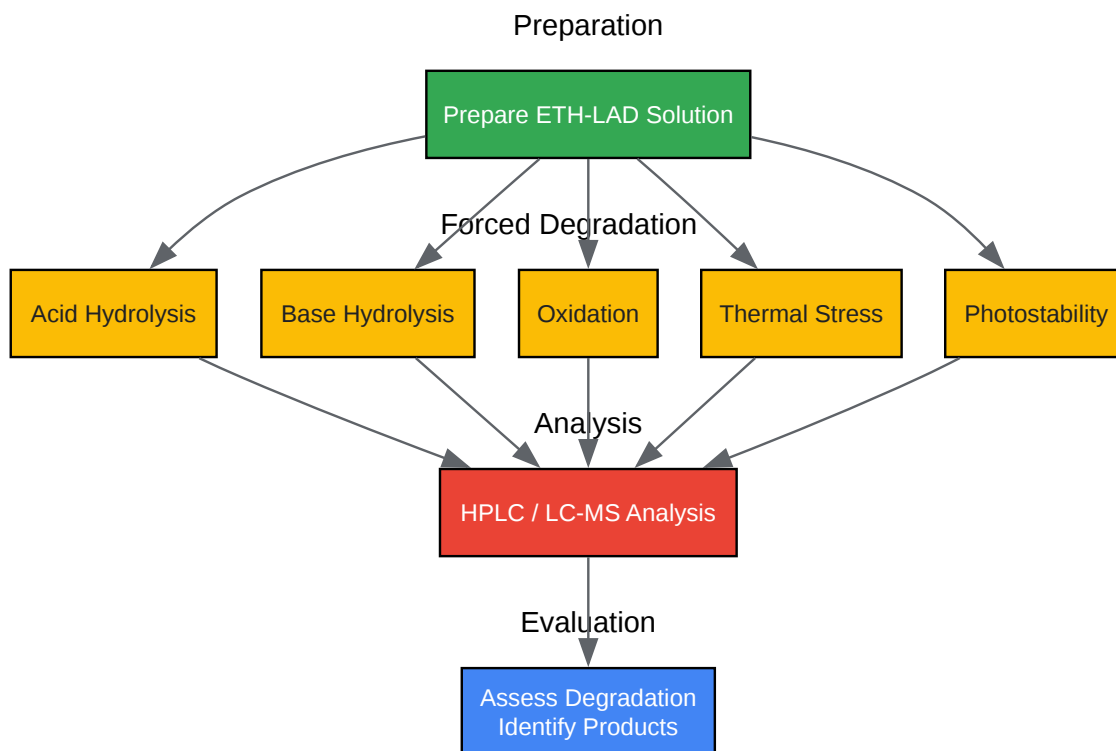 Preparation
Prepare ETH-LAD Solution
Forced Degradation
Acid Hydrolysis
Base Hydrolysis
Oxidation
Thermal Stress
Photostability
Analysis
HPLC / LC-MS Analysis
Evaluation
Assess Degradation
Identify Products